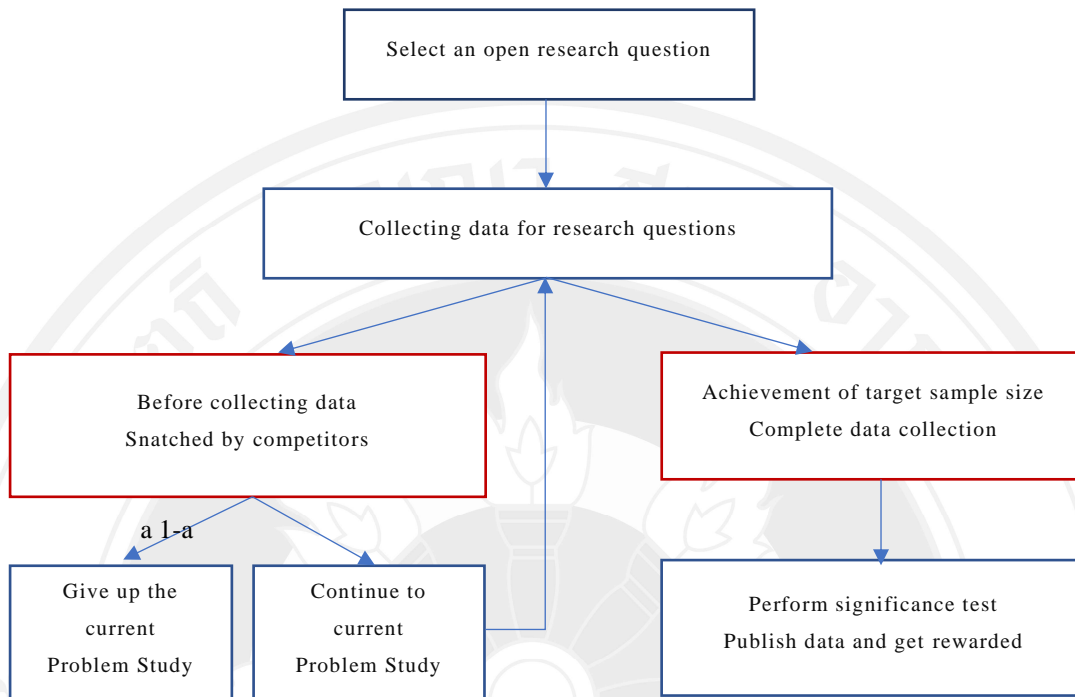 Select an open research question
Collecting data for research questions
Before collecting data
Snatched by competitors
Achievement of target sample size
Complete data collection
a 1-a
Give up the
current
Problem Study
Continue to
current
Problem Study
Perform significance test
Publish data and get rewarded